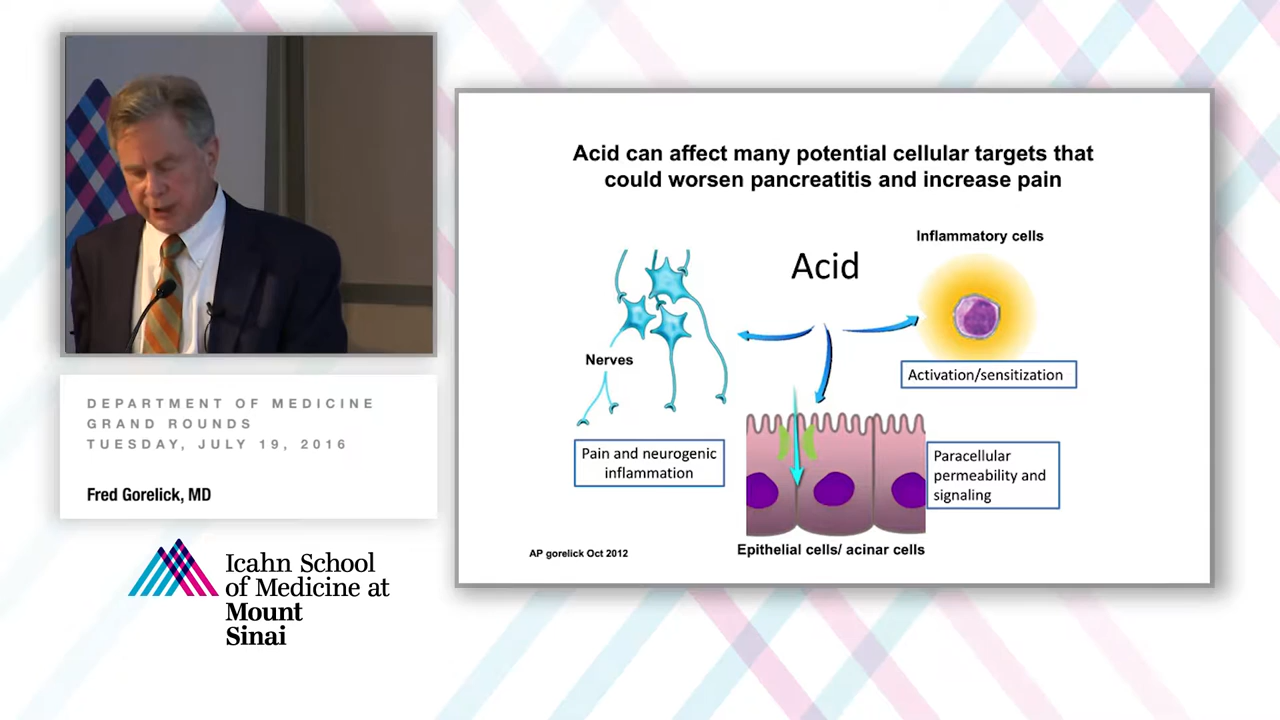 DEPARTMENT OF MEDICINE
GRAND ROUNDS
TUESDAY, JULY 19, 2016
Fred Gorelick, MD
Icahn School
of Medicine at
Mount
Sinai
Acid can affect many potential cellular targets that
could worsen pancreatitis and increase pain
Inflammatory cells
Acid
Nerves
Activation/sensitization
Pain and neurogenic
inflammation
Paracellular
permeability and
signaling
Epithelial cells/ acinar cells
AP gorelick Oct 2012